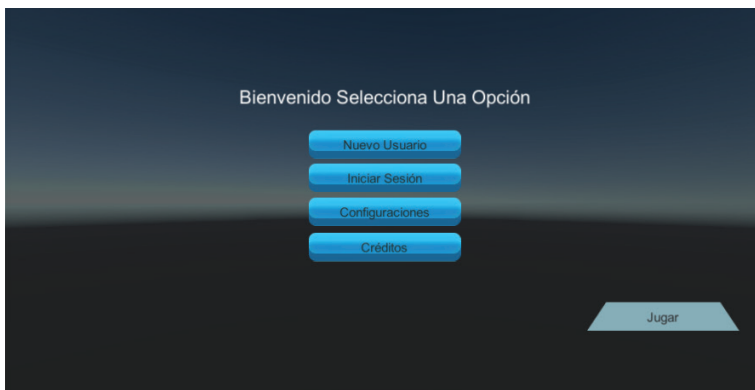 Bienvenido Selecciona Una Opción
Nuevo Usuario
Iniciar Sesión
Configuraciones
Créditos
Jugar